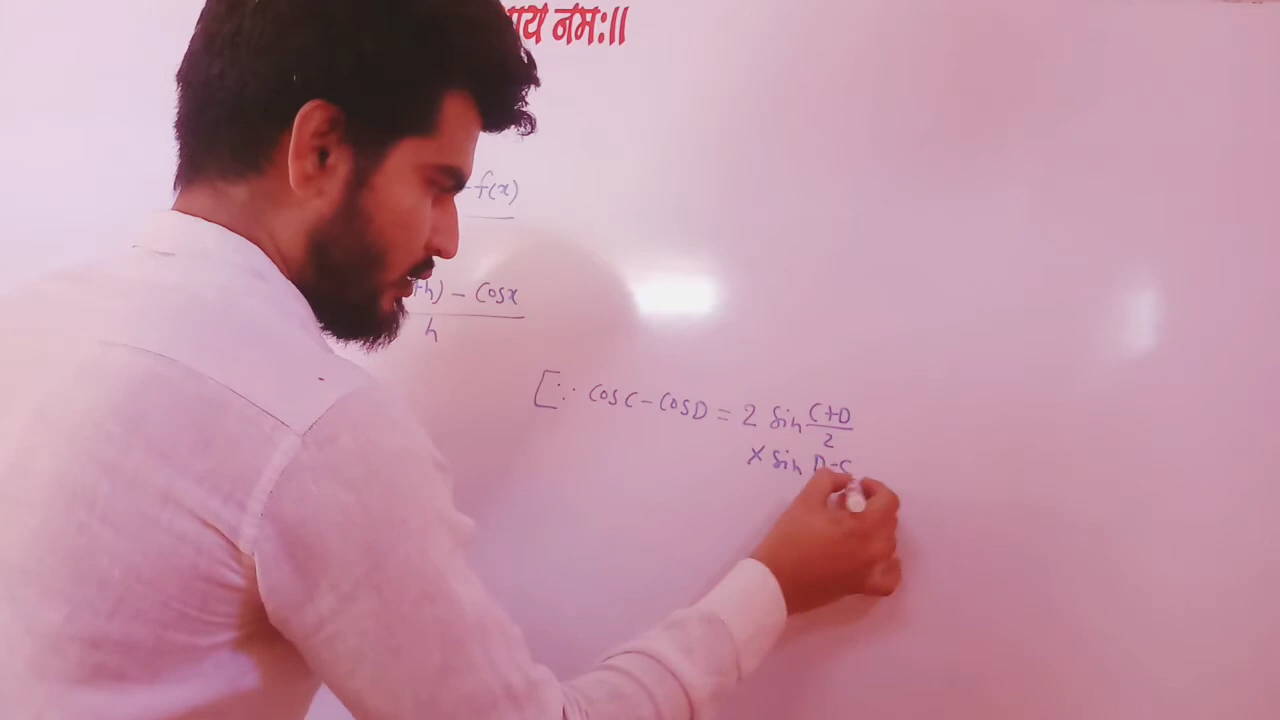 नमः॥
- f(x)
+h) - Cosx
h
[∵ CosC - CosD = 2 Sin C+D
2
× Sin D-C